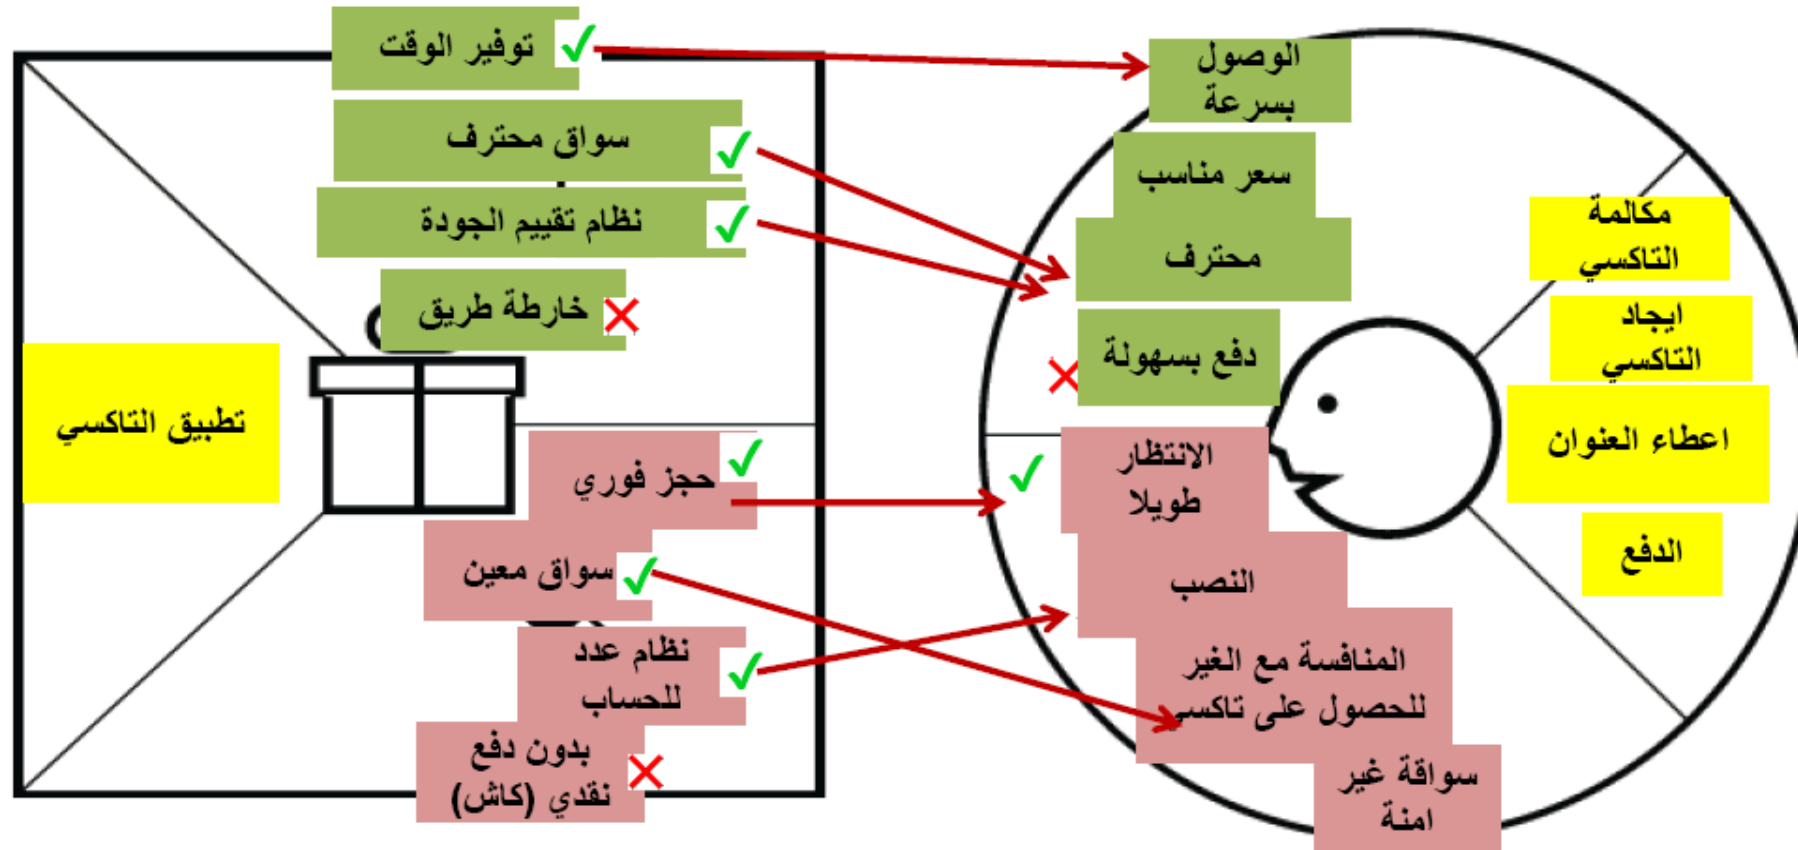 توفير الوقت
سواق محترف
نظام تقييم الجودة
خارطة طريق
تطبيق التاكسي
حجز فوري
سواق معين
نظام عدد
للحساب
بدون دفع
نقدي (كاش)
الوصول
بسرعة
سعر مناسب
محترف
دفع بسهولة
الانتظار
طويلا
النصب
المنافسة مع الغير
للحصول على تاكسي
سواقة غير
امنة
مكالمة
التاكسي
ايجاد
التاكسي
اعطاء العنوان
الدفع